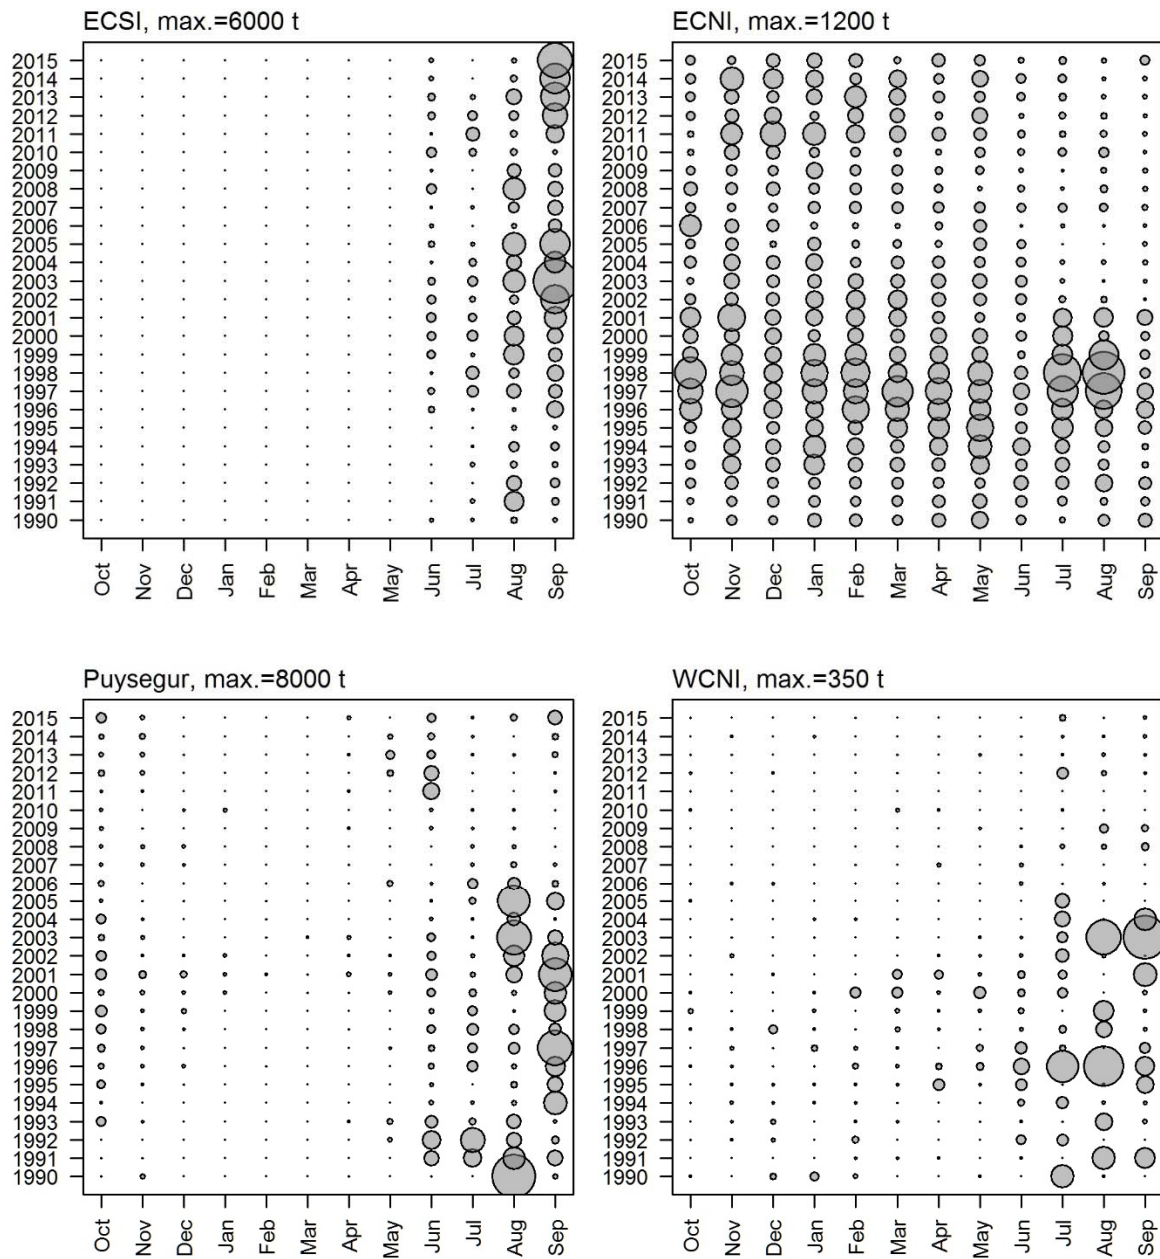 ECSI, max.=6000 t
2015
2014
2013
2012
2011
2010
2009
2008
2007
2006
2005
2004
2003
2002
2001
2000
1999
1998
1997
1996
1995
1994
1993
1992
1991
1990
Oct
Nov
Dec
Jan
Feb
Mar
Apr
May
Jun
Jul
Aug
Sep
ECNI, max.=1200 t
2015
2014
2013
2012
2011
2010
2009
2008
2007
2006
2005
2004
2003
2002
2001
2000
1999
1998
1997
1996
1995
1994
1993
1992
1991
1990
Oct
Nov
Dec
Jan
Feb
Mar
Apr
May
Jun
Jul
Aug
Sep
Puysegur, max.=8000 t
2015
2014
2013
2012
2011
2010
2009
2008
2007
2006
2005
2004
2003
2002
2001
2000
1999
1998
1997
1996
1995
1994
1993
1992
1991
1990
Oct
Nov
Dec
Jan
Feb
Mar
Apr
May
Jun
Jul
Aug
Sep
WCNI, max.=350 t
2015
2014
2013
2012
2011
2010
2009
2008
2007
2006
2005
2004
2003
2002
2001
2000
1999
1998
1997
1996
1995
1994
1993
1992
1991
1990
Oct
Nov
Dec
Jan
Feb
Mar
Apr
May
Jun
Jul
Aug
Sep